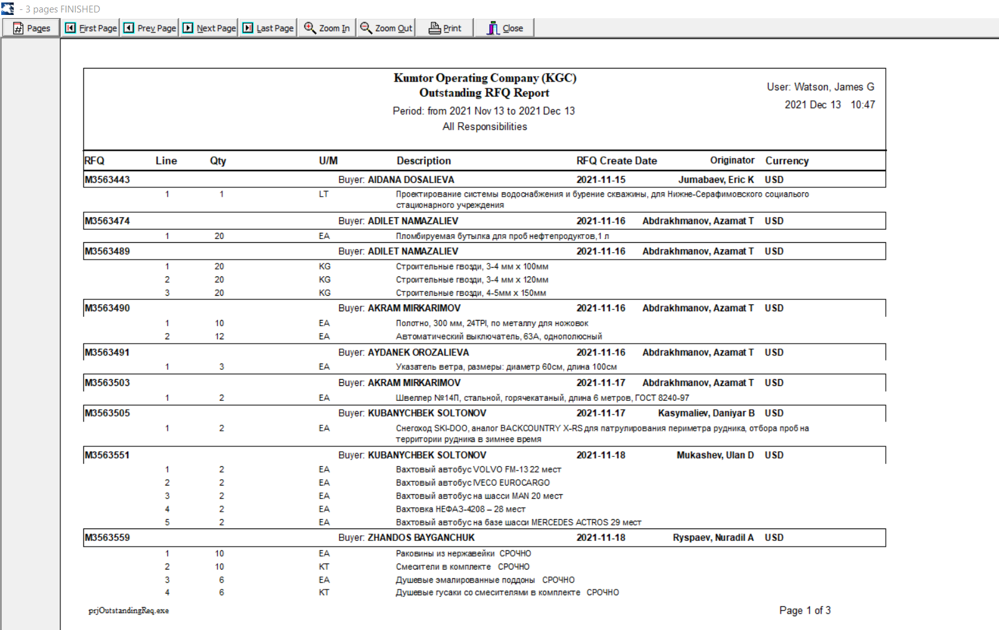 - 3 pages FINISHED
Pages First Page Prev Page Next Page Last Page Zoom In Zoom Out Print Close
Kumtor Operating Company (KGC)
Outstanding RFQ Report
User: Watson, James G
Period: from 2021 Nov 13 to 2021 Dec 13
2021 Dec 13 10:47
All Responsibilities
RFQ Line Qty U/M Description RFQ Create Date Originator Currency
M3563443 Buyer: AIDANA DOSALIEVA 2021-11-15 Jumabaev, Eric K USD
1 1 LT Проектирование системы водоснабжения и бурение скважины, для Нижне-Серафимовского социального
стационарного учреждения
M3563474 Buyer: ADILET NAMAZALIEV 2021-11-16 Abdrakhmanov, Azamat T USD
1 20 EA Пломбируемая бутылка для проб нефтепродуктов,1 л
M3563489 Buyer: ADILET NAMAZALIEV 2021-11-16 Abdrakhmanov, Azamat T USD
1 20 KG Строительные гвозди, 3-4 мм х 100мм
2 20 KG Строительные гвозди, 3-4 мм х 120мм
3 20 KG Строительные гвозди, 4-5мм х 150мм
M3563490 Buyer: AKRAM MIRKARIMOV 2021-11-16 Abdrakhmanov, Azamat T USD
1 10 EA Полотно, 300 мм, 24TPI, по металлу для ножовок
2 12 EA Автоматический выключатель, 63А, однополюсный
M3563491 Buyer: AYDANEK OROZALIEVA 2021-11-16 Abdrakhmanov, Azamat T USD
1 3 EA Указатель ветра, размеры: диаметр 60см, длина 100см
M3563503 Buyer: AKRAM MIRKARIMOV 2021-11-17 Abdrakhmanov, Azamat T USD
1 2 EA Швеллер №14П, стальной, горячекатаный, длина 6 метров, ГОСТ 8240-97
M3563505 Buyer: KUBANYCHBEK SOLTONOV 2021-11-17 Kasymaliev, Daniyar B USD
1 2 EA Снегоход SKI-DOO, аналог BACKCOUNTRY X-RS для патрулирования периметра рудника, отбора проб на
территории рудника в зимнее время
M3563551 Buyer: KUBANYCHBEK SOLTONOV 2021-11-18 Mukashev, Ulan D USD
1 2 EA Вахтовый автобус VOLVO FM-13 22 мест
2 2 EA Вахтовый автобус IVECO EUROCARGO
3 2 EA Вахтовый автобус на шасси MAN 20 мест
4 2 EA Вахтовка НЕФАЗ-4208 – 28 мест
5 2 EA Вахтовый автобус на базе шасси MERCEDES ACTROS 29 мест
M3563559 Buyer: ZHANDOS BAYGANCHUK 2021-11-18 Ryspaev, Nuradil A USD
1 10 EA Раковины из нержавейки СРОЧНО
2 10 KT Смесители в комплекте СРОЧНО
3 6 EA Душевые эмалированные поддоны СРОЧНО
4 6 KT Душевые гусаки со смесителями в комплекте СРОЧНО
prjOutstandingReq.exe Page 1 of 3